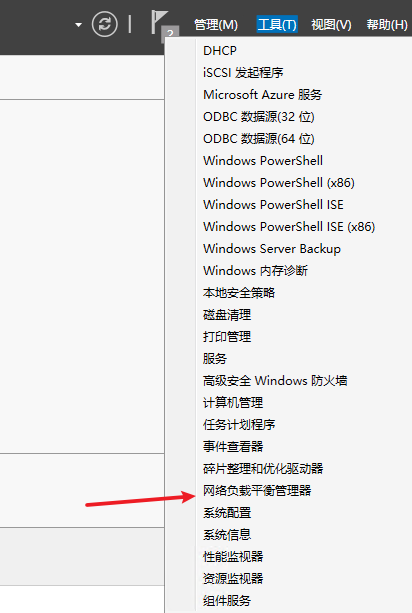 管理(M) 工具(T) 视图(V) 帮助(H)
2
DHCP
iSCSI 发起程序
Microsoft Azure 服务
ODBC 数据源(32 位)
ODBC 数据源(64 位)
Windows PowerShell
Windows PowerShell (x86)
Windows PowerShell ISE
Windows PowerShell ISE (x86)
Windows Server Backup
Windows 内存诊断
本地安全策略
磁盘清理
打印管理
服务
高级安全 Windows 防火墙
计算机管理
任务计划程序
事件查看器
碎片整理和优化驱动器
网络负载平衡管理器
系统配置
系统信息
性能监视器
资源监视器
组件服务